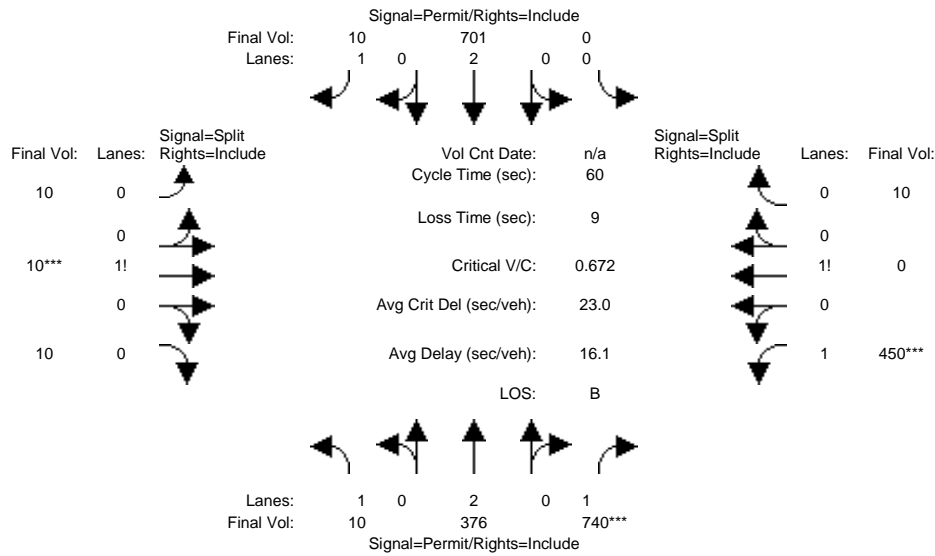 Signal=Permit/Rights=Include
Final Vol: 10 701 0
Lanes: 1 0 2 0 0
Signal=Split
Final Vol: Lanes: Rights=Include
Vol Cnt Date: n/a
Signal=Split
Rights=Include Lanes: Final Vol:
Cycle Time (sec): 60
10 0
0 10
Loss Time (sec): 9
0
0
10*** 1!
Critical V/C: 0.672
1! 0
0
Avg Crit Del (sec/veh): 23.0
0
10 0
Avg Delay (sec/veh): 16.1
1 450***
LOS: B
Lanes: 1 0 2 0 1
Final Vol: 10 376 740***
Signal=Permit/Rights=Include